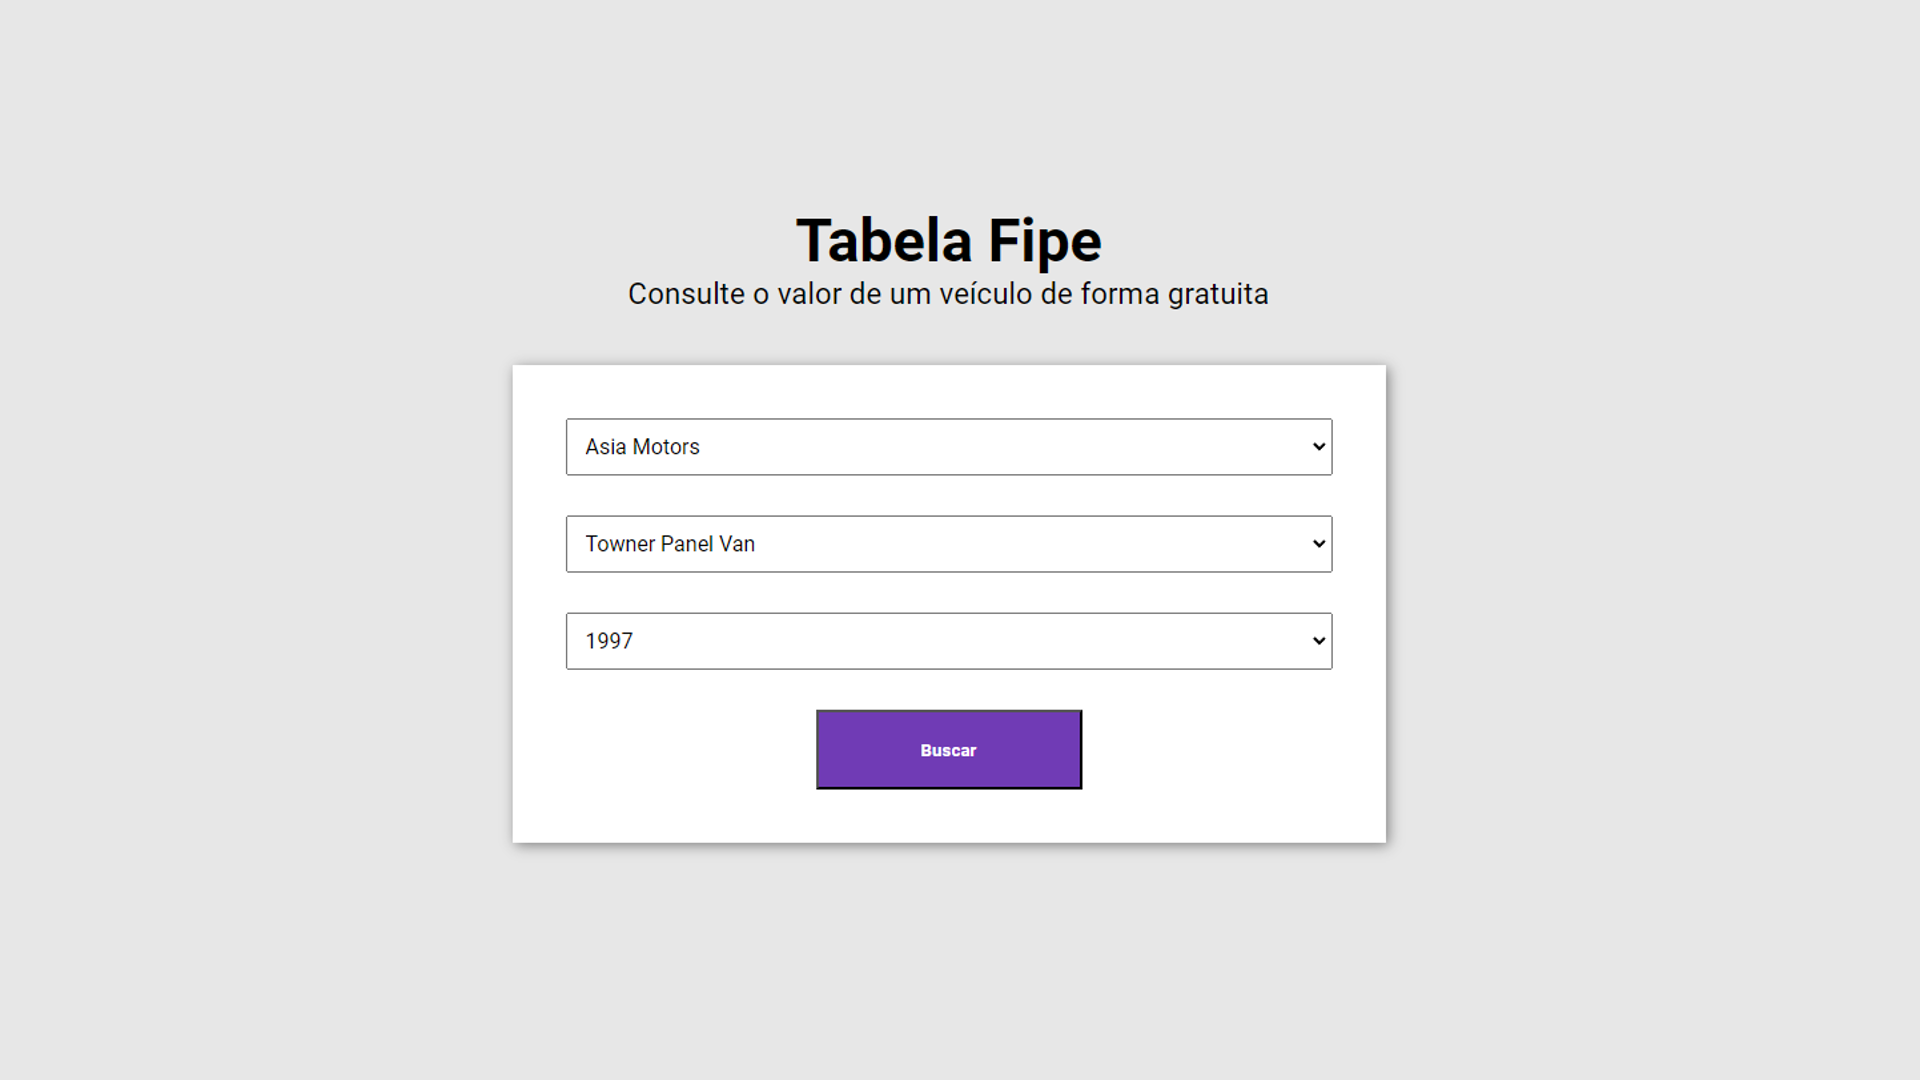 Tabela Fipe
Consulte o valor de um veículo de forma gratuita
Asia Motors
Towner Panel Van
1997
Buscar